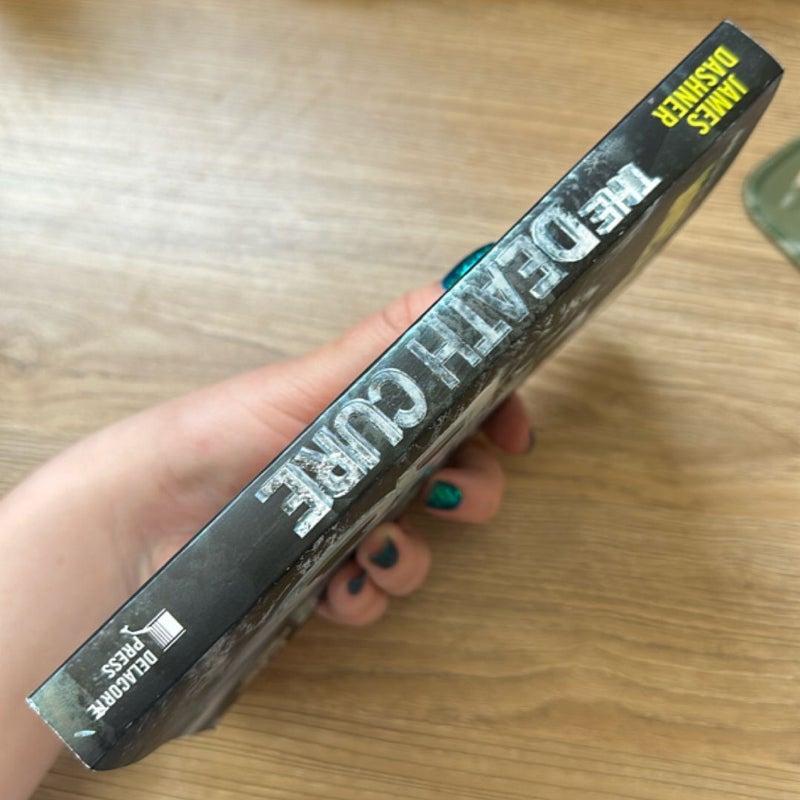 JAMES
DASHNER
THE DEATH CURE
DELACORTE
PRESS